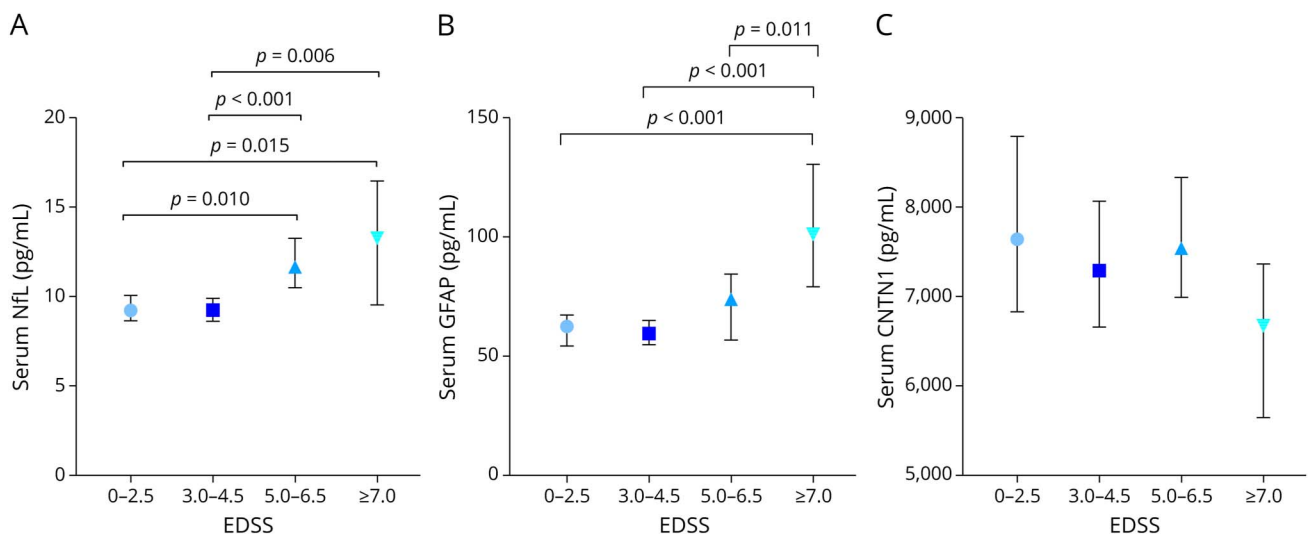 A
p = 0.006
p < 0.001
p = 0.015
p = 0.010
20
15
10
5
0
Serum NfL (pg/mL)
0–2.5 3.0–4.5 5.0–6.5 ≥7.0
EDSS
B
p = 0.011
p < 0.001
p < 0.001
150
100
50
0
Serum GFAP (pg/mL)
0–2.5 3.0–4.5 5.0–6.5 ≥7.0
EDSS
C
9,000
8,000
7,000
6,000
5,000
Serum CNTN1 (pg/mL)
0–2.5 3.0–4.5 5.0–6.5 ≥7.0
EDSS